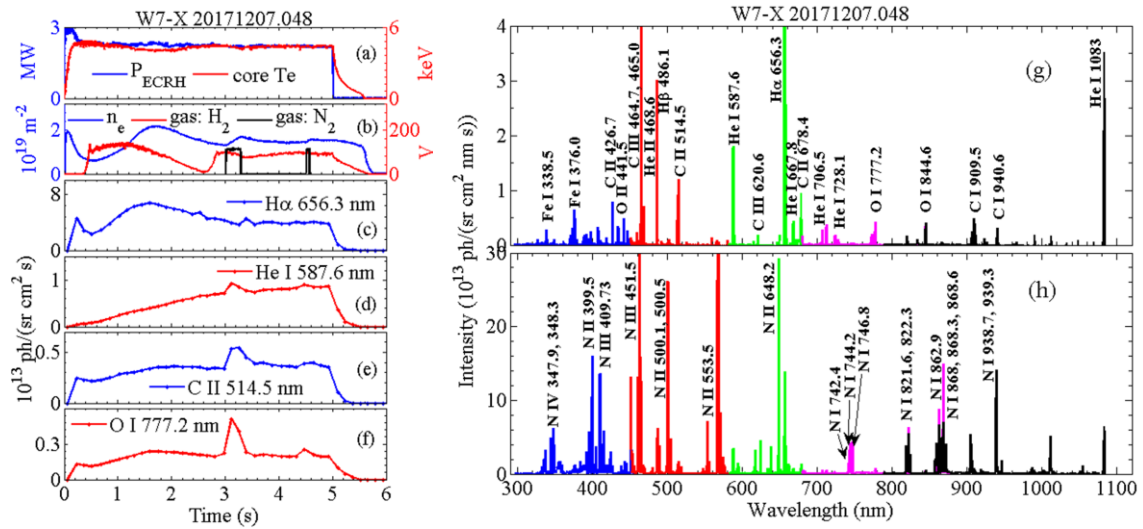 W7-X 20171207.048
3
MW
0
6
keV
0
(a)
P_ECRH core Te
2
10^19 m^-2
0
200
V
0
n_e gas: H_2 gas: N_2
(b)
Hα 656.3 nm
8
4
0
(c)
He I 587.6 nm
1
0.5
0
(d)
10^13 ph/(sr cm^2 s)
0.5
0
C II 514.5 nm
(e)
O I 777.2 nm
0.6
0.3
0
(f)
0 1 2 3 4 5 6
Time (s)
W7-X 20171207.048
4
3
2
1
0
(g)
Fe I 338.5
Fe I 376.0
C II 426.7
O II 441.5
C III 464.7, 465.0
He II 468.6
Hβ 486.1
C II 514.5
He I 587.6
C III 620.6
Hα 656.3
He I 667.8
C II 678.4
He I 706.5
He I 728.1
O I 777.2
O I 844.6
C I 909.5
C I 940.6
He I 1083
Intensity (10^13 ph/(sr cm^2 nm s))
30
20
10
0
(h)
N IV 347.9, 348.3
N II 399.5
N III 409.73
N III 451.5
N II 500.1, 500.5
N II 553.5
N II 648.2
N I 742.4
N I 744.2
N I 746.8
N I 821.6, 822.3
N I 862.9
N I 868, 868.3, 868.6
N I 938.7, 939.3
300 400 500 600 700 800 900 1000 1100
Wavelength (nm)